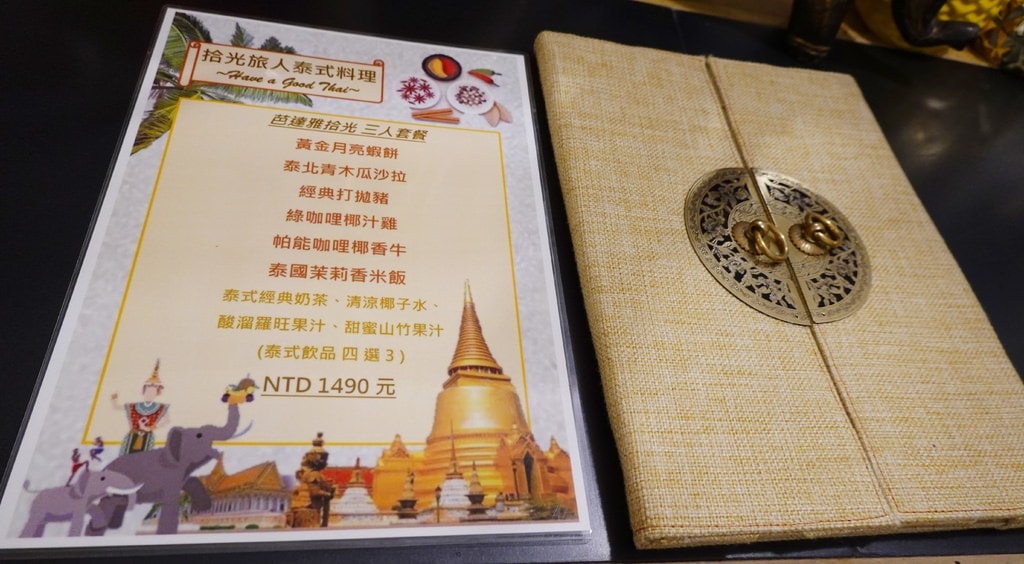 拾光旅人泰式料理
~Have a Good Thai~
芭達雅拾光 三人套餐
黃金月亮蝦餅
泰北青木瓜沙拉
經典打拋豬
綠咖哩椰汁雞
帕能咖哩椰香牛
泰國茉莉香米飯
泰式經典奶茶、清涼椰子水、
酸溜羅旺果汁、甜蜜山竹果汁
(泰式飲品 四 選 3 )
NTD 1490 元